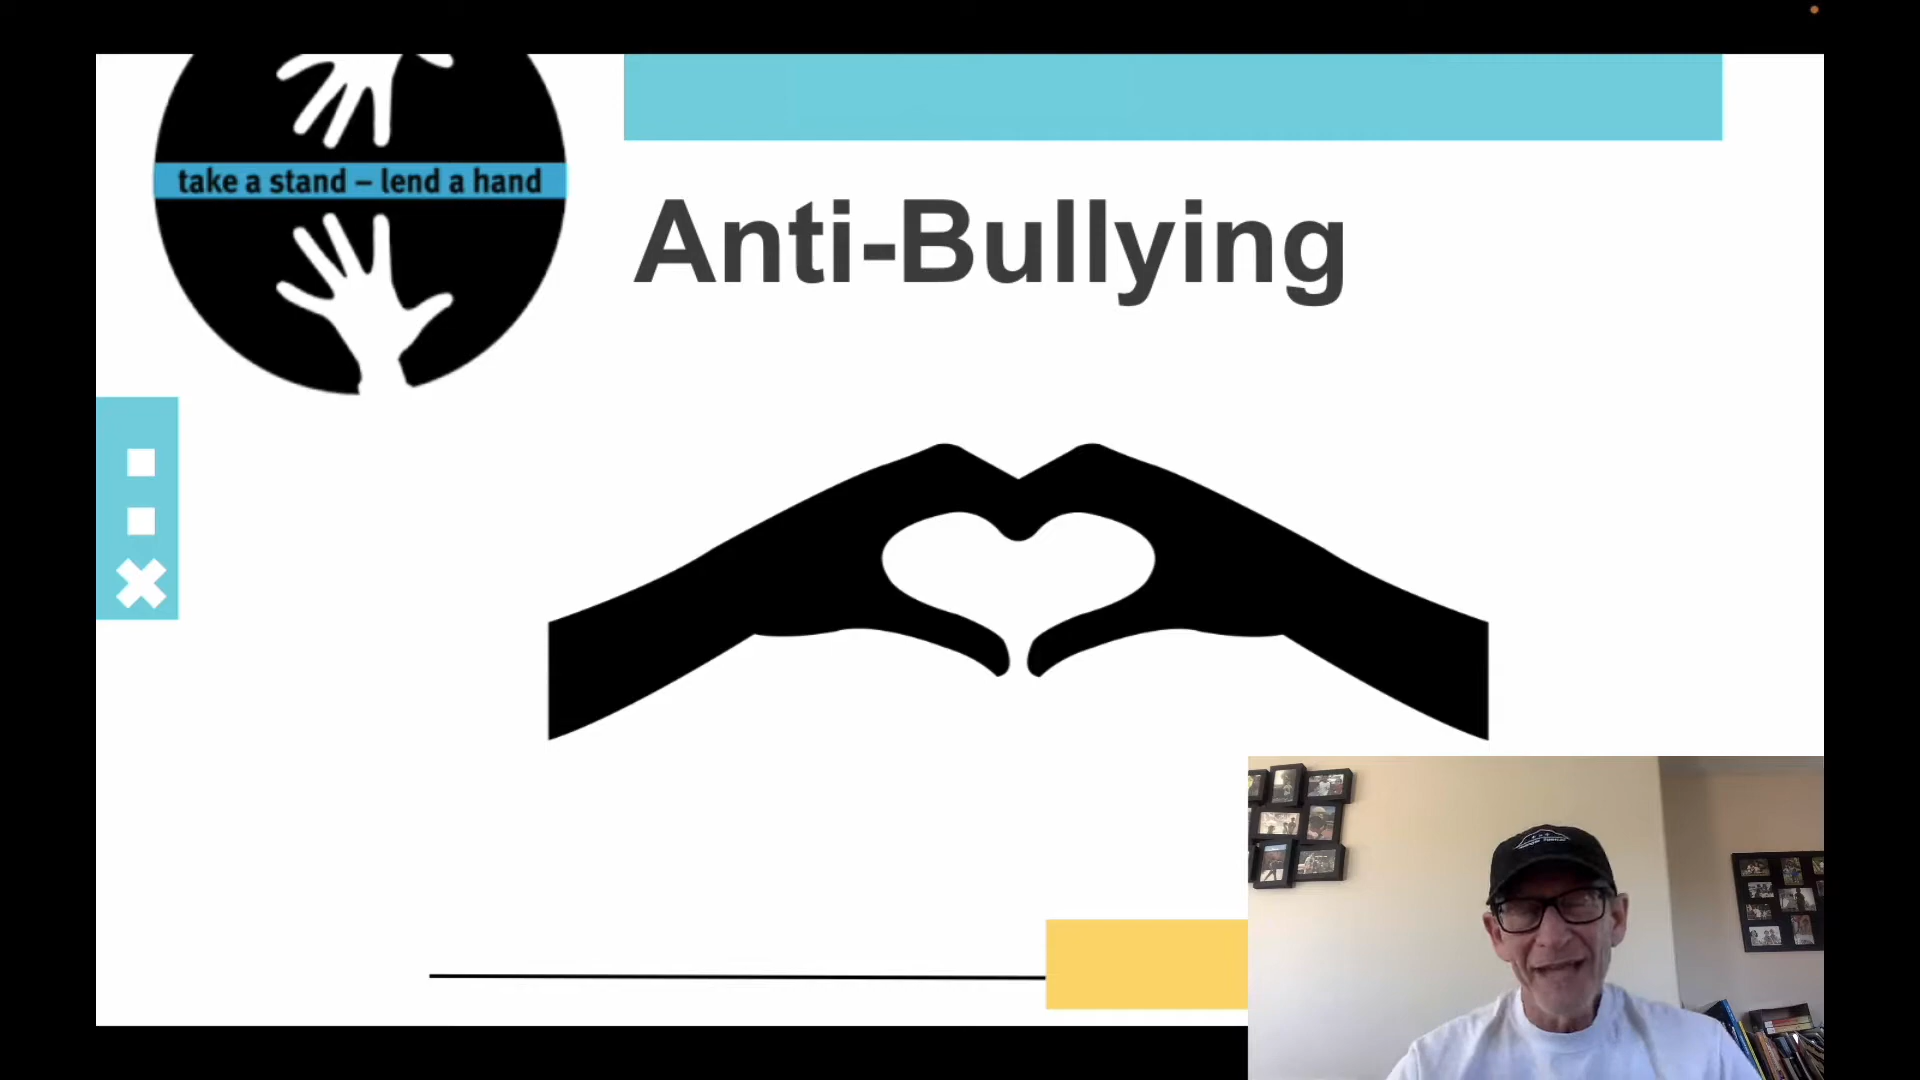 take a stand – lend a hand
Anti-Bullying